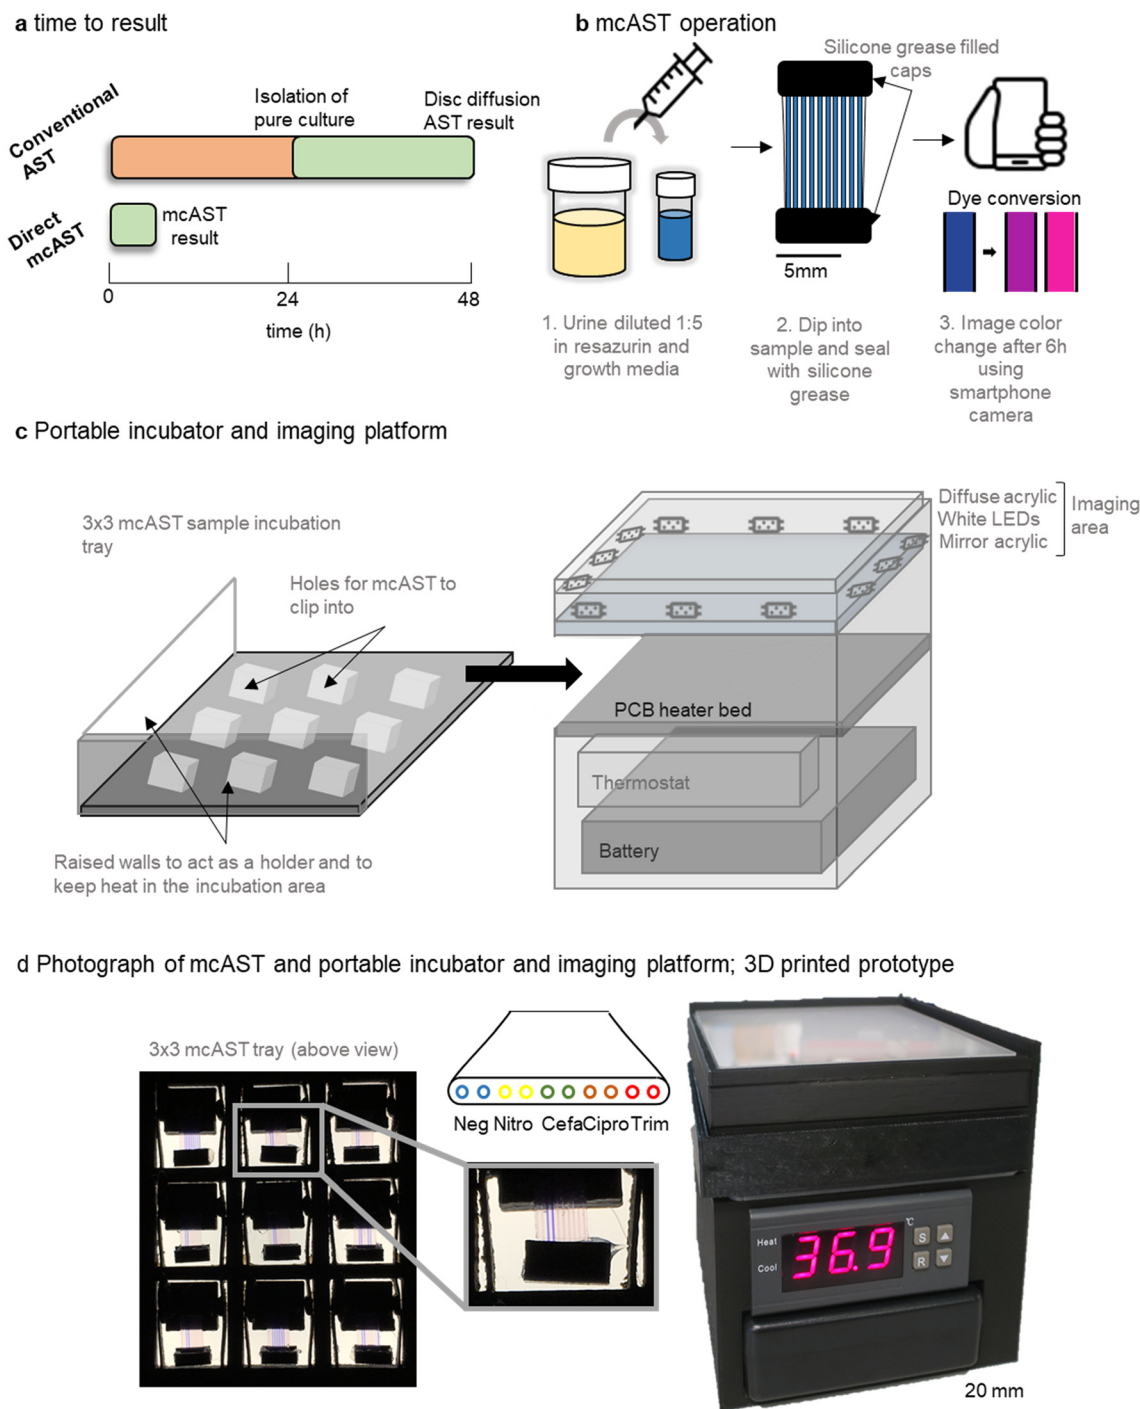 a time to result
Conventional
AST
Isolation of
pure culture
Disc diffusion
AST result
Direct
mcAST
mcAST
result
0
24
48
time (h)
b mcAST operation
Silicone grease filled
caps
5mm
Dye conversion
1. Urine diluted 1:5
in resazurin and
growth media
2. Dip into
sample and seal
with silicone
grease
3. Image color
change after 6h
using
smartphone
camera
c Portable incubator and imaging platform
3x3 mcAST sample incubation
tray
Holes for mcAST to
clip into
Raised walls to act as a holder and to
keep heat in the incubation area
Diffuse acrylic
White LEDs
Mirror acrylic
Imaging
area
PCB heater bed
Thermostat
Battery
d Photograph of mcAST and portable incubator and imaging platform; 3D printed prototype
3x3 mcAST tray (above view)
Neg Nitro Cefa Cipro Trim
Heat
Cool
36.9
°C
S
R
20 mm